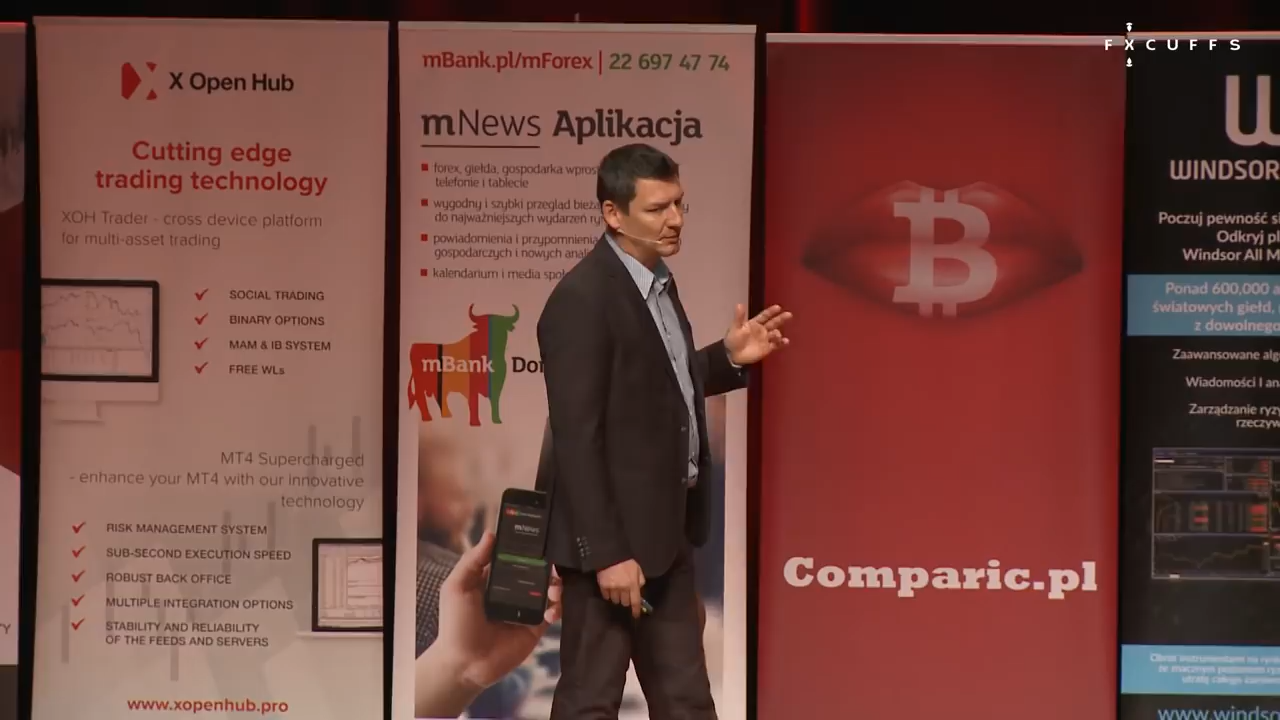 X Open Hub
Cutting edge
trading technology
XOH Trader - cross device platform
for multi-asset trading
SOCIAL TRADING
BINARY OPTIONS
MAM & IB SYSTEM
FREE WLs
MT4 Supercharged
- enhance your MT4 with our innovative
technology
RISK MANAGEMENT SYSTEM
SUB-SECOND EXECUTION SPEED
ROBUST BACK OFFICE
MULTIPLE INTEGRATION OPTIONS
STABILITY AND RELIABILITY
OF THE FEEDS AND SERVERS
www.xopenhub.pro
mBank.pl/mForex | 22 697 47 74
mNews Aplikacja
forex, giełda, gospodarka
telefonie i tablecie
wygodny i szybki przegląd
do najważniejszych wydarzeń
powiadomienia i przypomnienia
gospodarczych i nowych
kalendarium i media
mBank
mNews
Comparic.pl
FXCUFFS
WINDSOR
Poczuj pewność
Odkryj
Windsor All
Ponad 600,000
światowych giełd,
z dowolnego
Zaawansowane
Wiadomości i
Zarządzanie